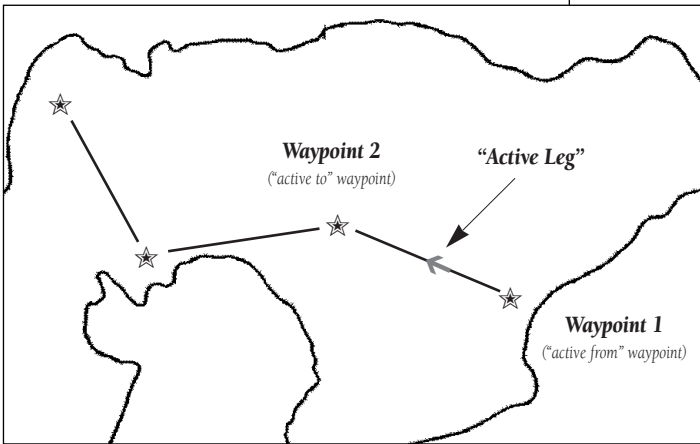 Waypoint 2
("active to" waypoint)
“Active Leg”
Waypoint 1
("active from" waypoint)